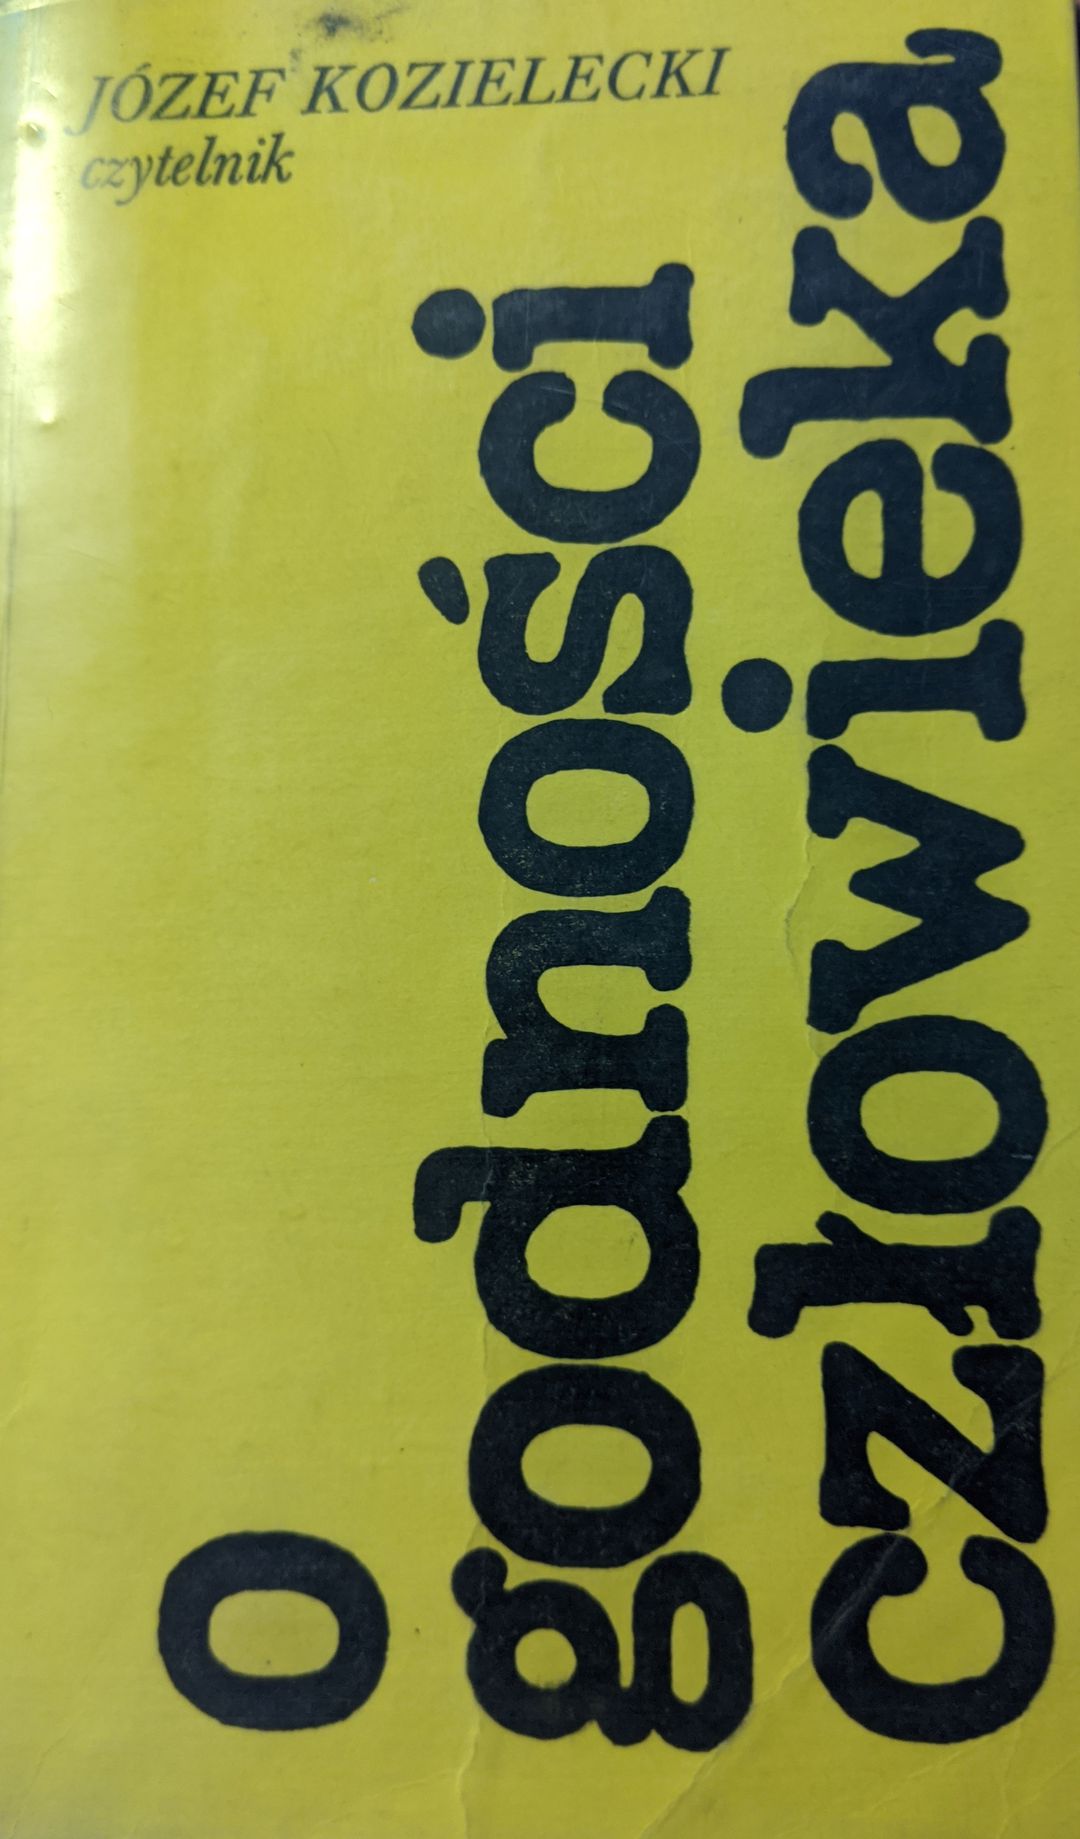 JÓZEF KOZIELECKI
czytelnik
o
godności
człowieka